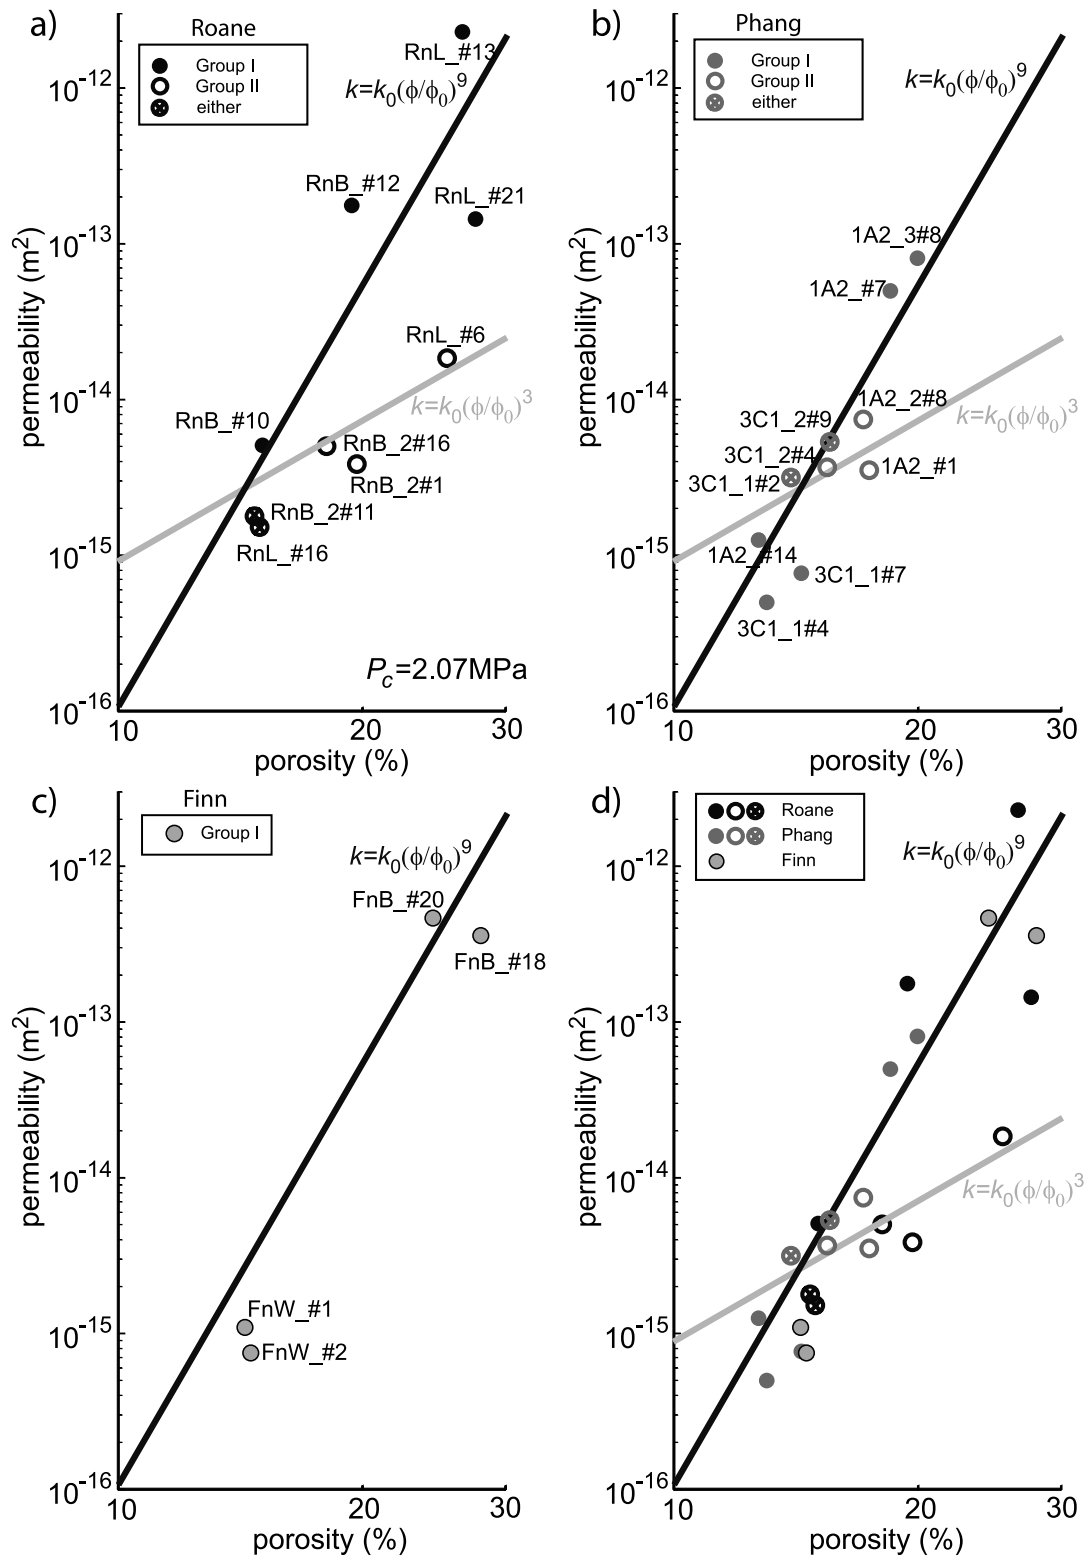 a)
Roane
Group I
Group II
either
RnL_#13
k=k₀(ϕ/ϕ₀)⁹
RnB_#12
RnL_#21
RnL_#6
k=k₀(ϕ/ϕ₀)³
RnB_#10
RnB_2#16
RnB_2#1
RnB_2#11
RnL_#16
P_c=2.07MPa
10⁻¹²
10⁻¹³
10⁻¹⁴
10⁻¹⁵
10⁻¹⁶
permeability (m²)
10
20
30
porosity (%)
b)
Phang
Group I
Group II
either
k=k₀(ϕ/ϕ₀)⁹
1A2_3#8
1A2_#7
1A2_2#8
k=k₀(ϕ/ϕ₀)³
3C1_2#9
3C1_2#4
1A2_#1
3C1_1#2
1A2_#14
3C1_1#7
3C1_1#4
10⁻¹²
10⁻¹³
10⁻¹⁴
10⁻¹⁵
10⁻¹⁶
permeability (m²)
10
20
30
porosity (%)
c)
Finn
Group I
k=k₀(ϕ/ϕ₀)⁹
FnB_#20
FnB_#18
FnW_#1
FnW_#2
10⁻¹²
10⁻¹³
10⁻¹⁴
10⁻¹⁵
10⁻¹⁶
permeability (m²)
10
20
30
porosity (%)
d)
Roane
Phang
Finn
k=k₀(ϕ/ϕ₀)⁹
k=k₀(ϕ/ϕ₀)³
10⁻¹²
10⁻¹³
10⁻¹⁴
10⁻¹⁵
10⁻¹⁶
permeability (m²)
10
20
30
porosity (%)